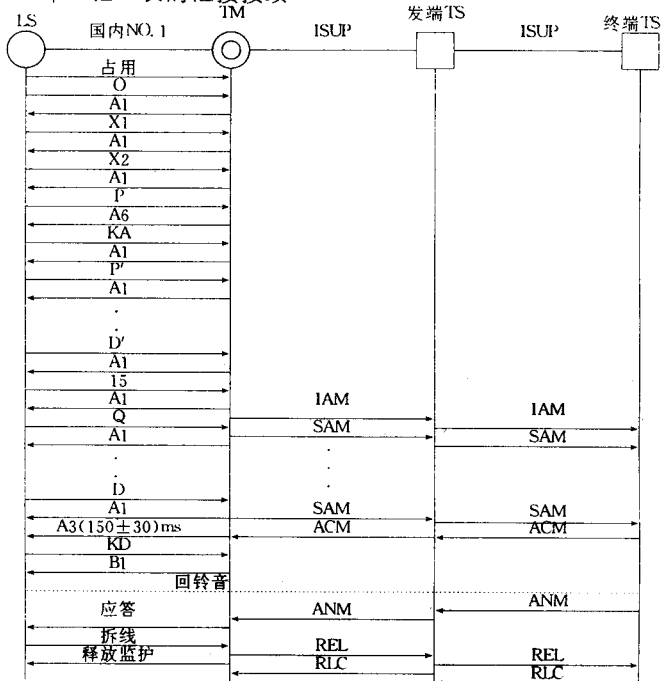 LS
国内NO.1
TM
ISUP
发端TS
ISUP
终端TS
占用
O
A1
X1
A1
X2
A1
P
A6
KA
A1
P'
A1
D'
A1
15
A1
IAM
IAM
Q
SAM
A1
SAM
D
A1
SAM
SAM
A3(150±30)ms
ACM
ACM
KD
B1
回铃音
ANM
应答
ANM
拆线
REL
释放监护
REL
RLC
RLC